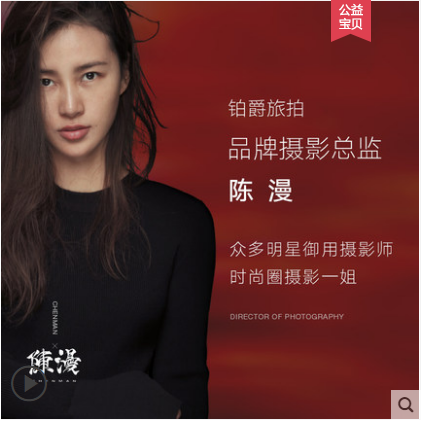 公益
宝贝
铂爵旅拍
品牌摄影总监
陈 漫
众多明星御用摄影师
时尚圈摄影一姐
DIRECTOR OF PHOTOGRAPHY
CHENMAN
陳漫
CHENMAN